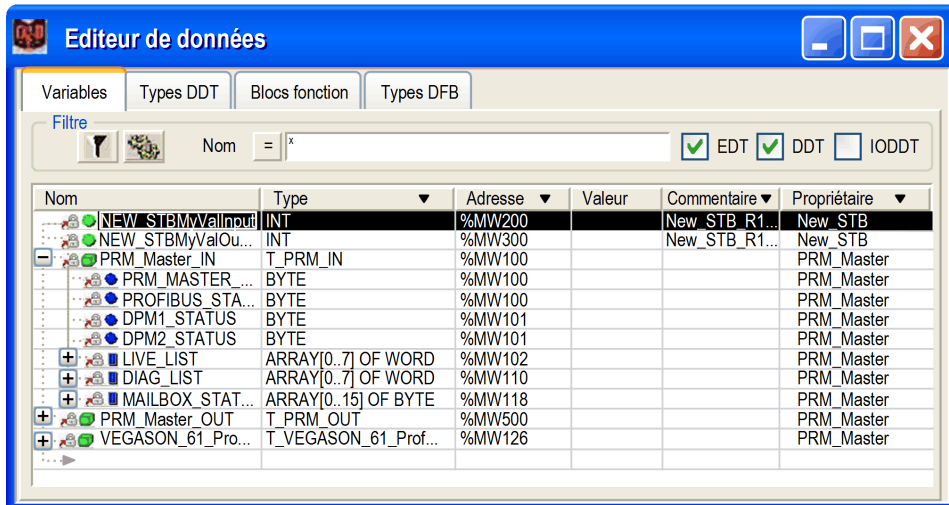 Editeur de données
Variables Types DDT Blocs fonction Types DFB
Filtre
Nom = x EDT DDT IODDT
Nom Type Adresse Valeur Commentaire Propriétaire
NEW_STBMyValInput INT %MW200 New_STB_R1... New_STB
NEW_STBMyValOu... INT %MW300 New_STB_R1... New_STB
PRM_Master_IN T_PRM_IN %MW100 PRM_Master
PRM_MASTER_... BYTE %MW100 PRM_Master
PROFIBUS_STA... BYTE %MW100 PRM_Master
DPM1_STATUS BYTE %MW101 PRM_Master
DPM2_STATUS BYTE %MW101 PRM_Master
LIVE_LIST ARRAY[0..7] OF WORD %MW102 PRM_Master
DIAG_LIST ARRAY[0..7] OF WORD %MW110 PRM_Master
MAILBOX_STAT... ARRAY[0..15] OF BYTE %MW118 PRM_Master
PRM_Master_OUT T_PRM_OUT %MW500 PRM_Master
VEGASON_61_Pro... T_VEGASON_61_Prof... %MW126 PRM_Master